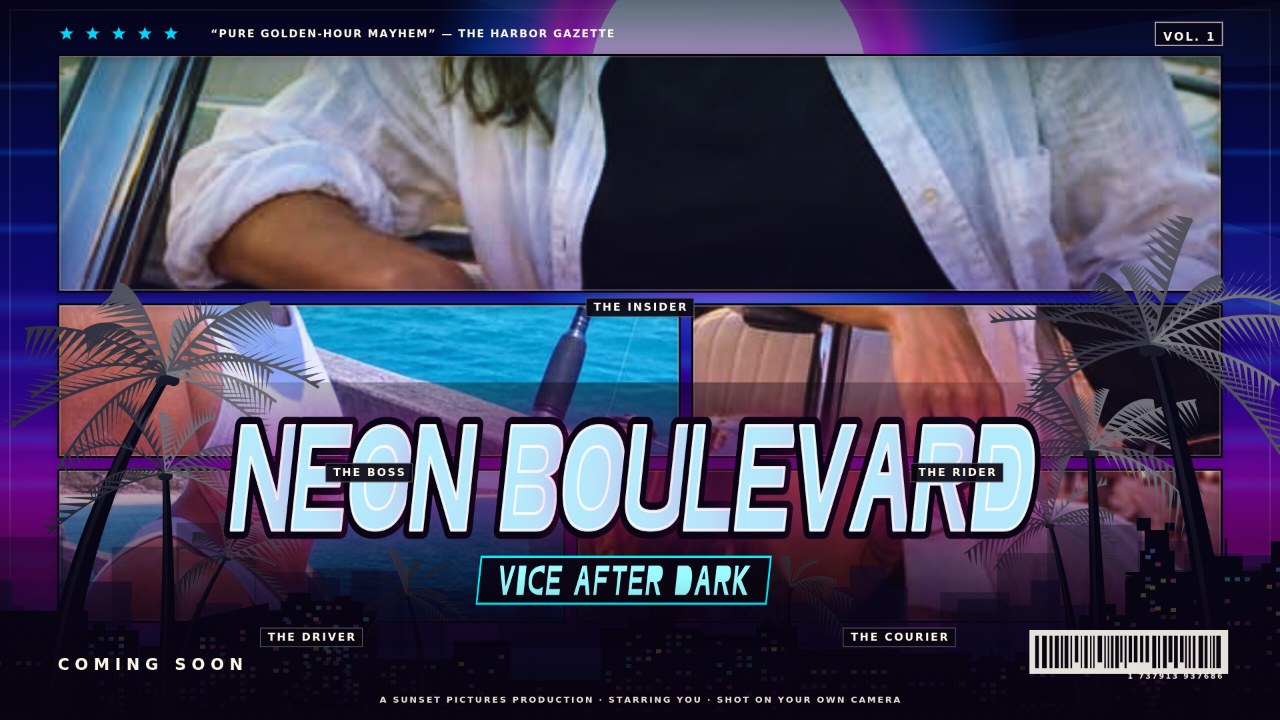 “PURE GOLDEN-HOUR MAYHEM” — THE HARBOR GAZETTE
VOL. 1
THE INSIDER
NEON BOULEVARD
THE BOSS
THE RIDER
VICE AFTER DARK
THE DRIVER
THE COURIER
COMING SOON
1 737913 937686
A SUNSET PICTURES PRODUCTION · STARRING YOU · SHOT ON YOUR OWN CAMERA